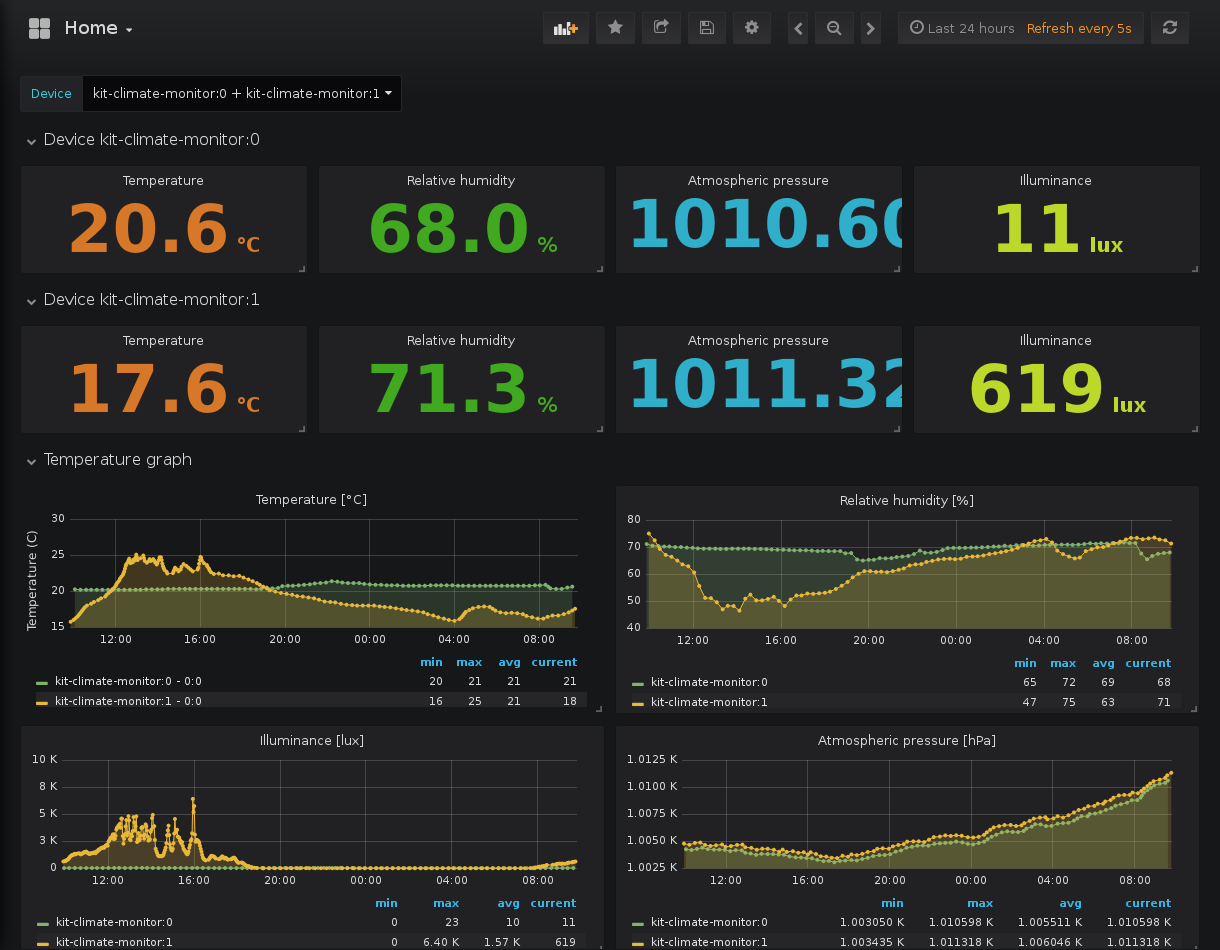 Home
Last 24 hours Refresh every 5s
Device kit-climate-monitor:0 + kit-climate-monitor:1
Device kit-climate-monitor:0
Temperature Relative humidity Atmospheric pressure Illuminance
20.6 °C 68.0 % 1010.60 11 lux
Device kit-climate-monitor:1
Temperature Relative humidity Atmospheric pressure Illuminance
17.6 °C 71.3 % 1011.32 619 lux
Temperature graph
Temperature [°C]
Temperature (C)
30
25
20
15
12:00 16:00 20:00 00:00 04:00 08:00
min max avg current
kit-climate-monitor:0 - 0:0 20 21 21 21
kit-climate-monitor:1 - 0:0 16 25 21 18
Relative humidity [%]
80
70
60
50
40
12:00 16:00 20:00 00:00 04:00 08:00
min max avg current
kit-climate-monitor:0 65 72 69 68
kit-climate-monitor:1 47 75 63 71
Illuminance [lux]
10 K
8 K
5 K
3 K
0
12:00 16:00 20:00 00:00 04:00 08:00
min max avg current
kit-climate-monitor:0 0 23 10 11
kit-climate-monitor:1 0 6.40 K 1.57 K 619
Atmospheric pressure [hPa]
1.0125 K
1.0100 K
1.0075 K
1.0050 K
1.0025 K
12:00 16:00 20:00 00:00 04:00 08:00
min max avg current
kit-climate-monitor:0 1.003050 K 1.010598 K 1.005511 K 1.010598 K
kit-climate-monitor:1 1.003435 K 1.011318 K 1.006046 K 1.011318 K